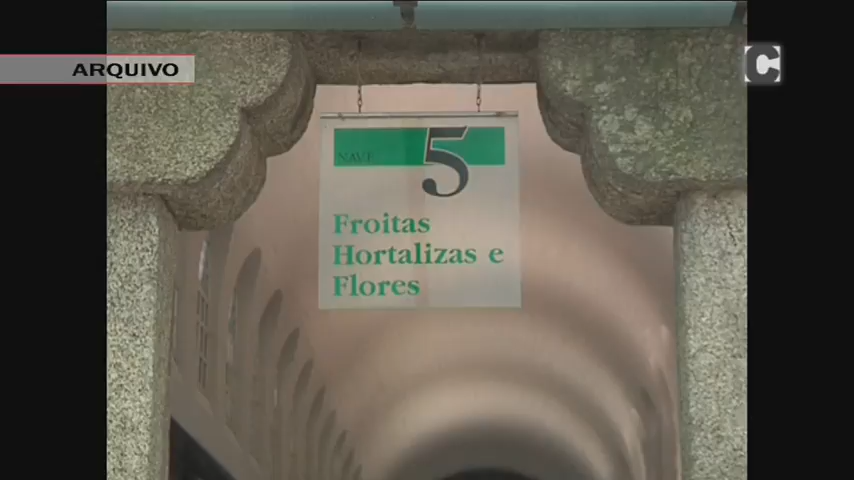 ARQUIVO
C
NAVE 5
Froitas
Hortalizas e
Flores